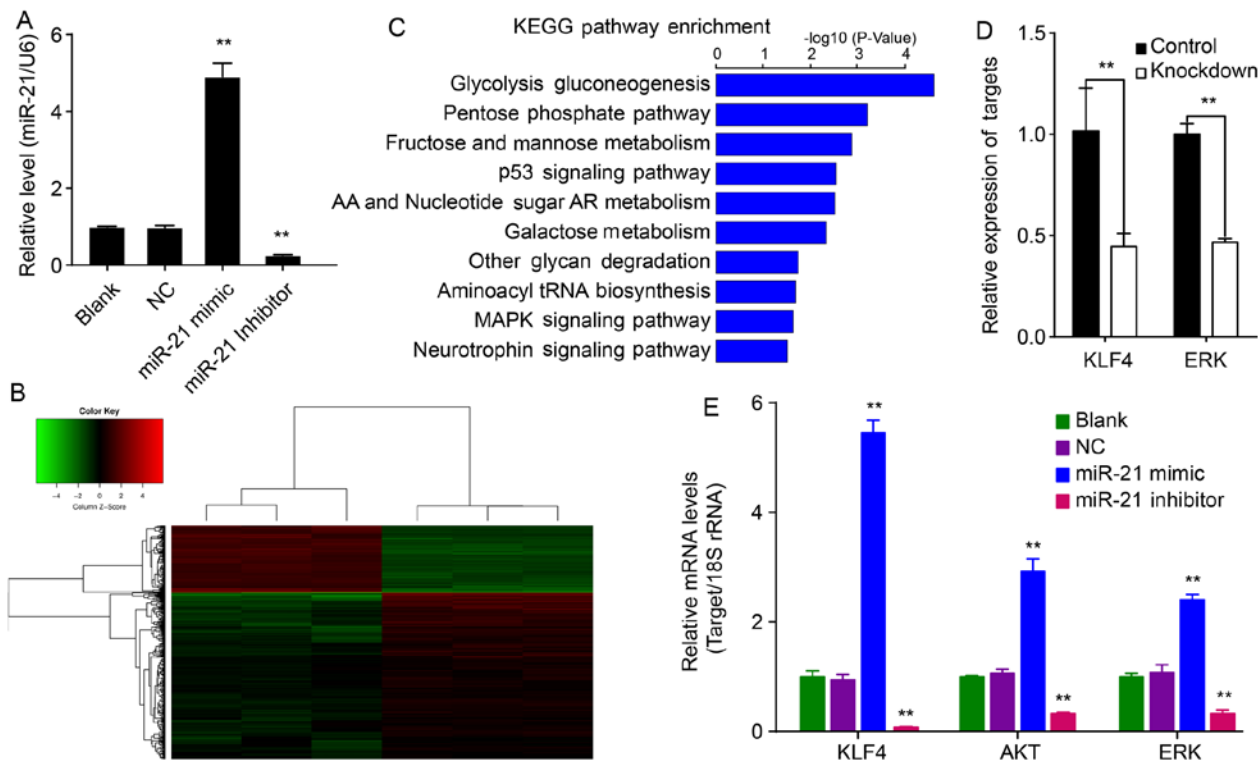 A
Relative level (miR-21/U6)
6
4
2
0
**
**
Blank
NC
miR-21 mimic
miR-21 Inhibitor
C
KEGG pathway enrichment
-log10 (P-Value)
0 1 2 3 4
Glycolysis gluconeogenesis
Pentose phosphate pathway
Fructose and mannose metabolism
p53 signaling pathway
AA and Nucleotide sugar AR metabolism
Galactose metabolism
Other glycan degradation
Aminoacyl tRNA biosynthesis
MAPK signaling pathway
Neurotrophin signaling pathway
D
Control
Knockdown
Relative expression of targets
1.0
0.5
0.0
**
**
KLF4 ERK
B
Color Key
-4 -2 0 2 4
Column Z-Score
E
Relative mRNA levels
(Target/18S rRNA)
6
4
2
0
Blank
NC
miR-21 mimic
miR-21 inhibitor
**
**
**
**
**
**
KLF4 AKT ERK